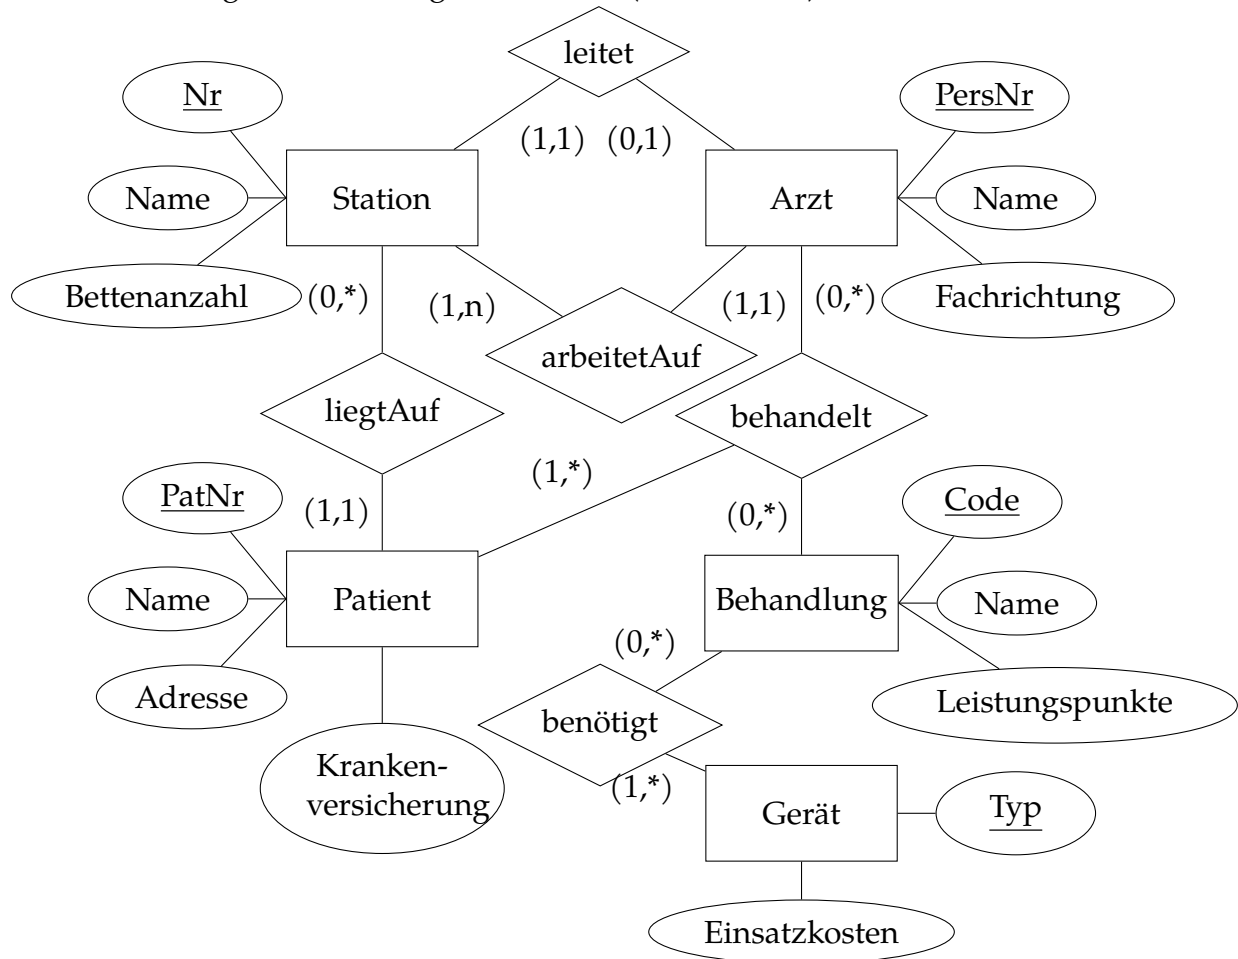 leitet
Nr
PersNr
(1,1) (0,1)
Name
Station
Arzt
Name
Bettenanzahl
(0,*)
(1,n)
(1,1)
(0,*)
Fachrichtung
arbeitetAuf
liegtAuf
behandelt
(1,*)
PatNr
(1,1)
(0,*)
Code
Name
Patient
Behandlung
Name
(0,*)
Adresse
benötigt
Leistungspunkte
Kranken-
versicherung
(1,*)
Gerät
Typ
Einsatzkosten